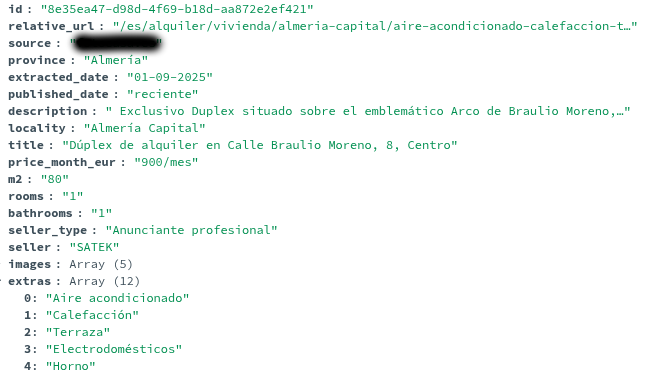 id : "8e35ea47-d98d-4f69-b18d-aa872e2ef421"
relative_url : "/es/alquiler/vivienda/almeria-capital/aire-acondicionado-calefaccion-t…"
source : "
province : "Almería"
extracted_date : "01-09-2025"
published_date : "reciente"
description : " Exclusivo Duplex situado sobre el emblemático Arco de Braulio Moreno,…"
locality : "Almería Capital"
title : "Dúplex de alquiler en Calle Braulio Moreno, 8, Centro"
price_month_eur : "900/mes"
m2 : "80"
rooms : "1"
bathrooms : "1"
seller_type : "Anunciante profesional"
seller : "SATEK"
images : Array (5)
extras : Array (12)
0: "Aire acondicionado"
1: "Calefacción"
2: "Terraza"
3: "Electrodomésticos"
4: "Horno"